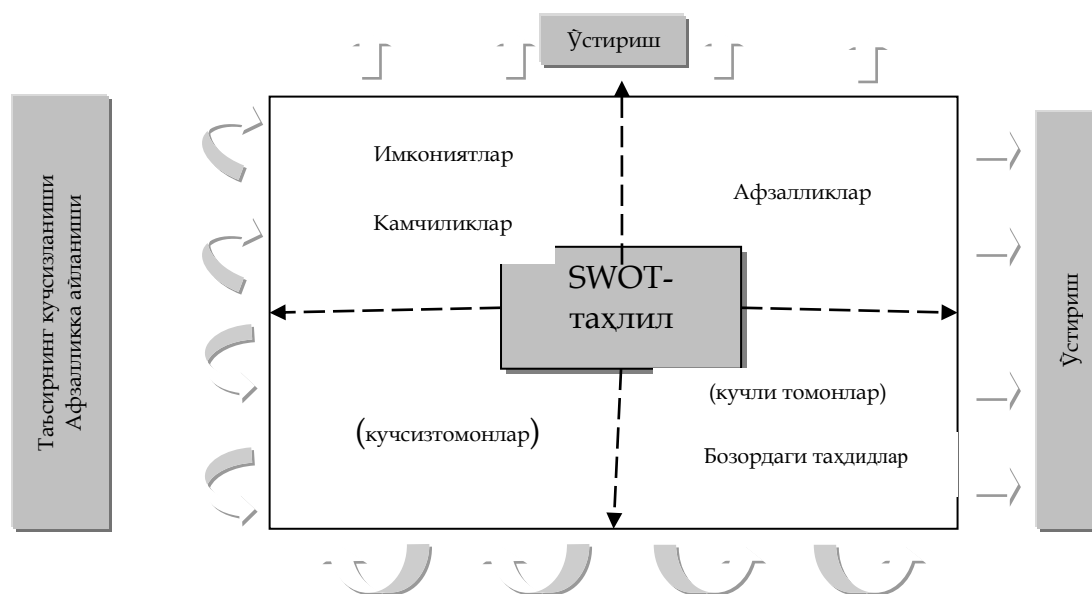 Ўстириш
Таъсирнинг кучсизланиши
Афзалликка айланиши
Имкониятлар
Камчиликлар
Афзалликлар
SWOT-
таҳлил
(кучли томонлар)
(кучсизтомонлар)
Бозордаги таҳдидлар
Ўстириш